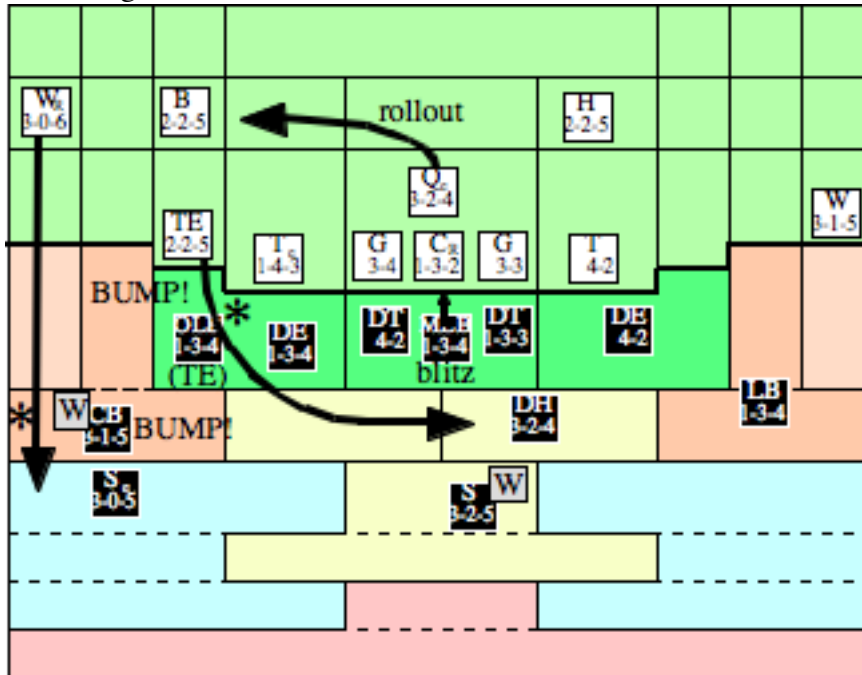 WR
3-0-6
B
2-2-5
rollout
H
2-2-5
Qc
3-2-4
W
3-1-5
TE
2-2-5
TS
1-4-3
G
3-4
CR
1-3-2
G
3-3
T
4-2
BUMP!
*
OLB
1-3-4
DE
1-3-4
DT
4-2
MLB
1-3-4
DT
1-3-3
DE
4-2
(TE)
blitz
*
W
CB
3-1-5
BUMP!
DH
3-2-4
LB
1-3-4
SS
3-0-5
S
3-2-5
W